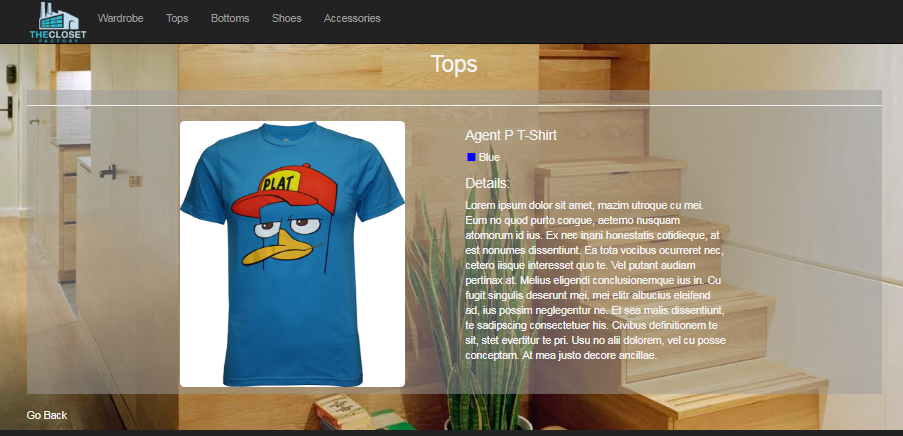 THECLOSET
FACTORY
Wardrobe Tops Bottoms Shoes Accessories
Tops
PLAT
Agent P T-Shirt
Blue
Details:
Lorem ipsum dolor sit amet, mazim utroque cu mei.
Eum no quod purto congue, aeterno nusquam
atomorum id ius. Ex nec inani honestatis cotidieque, at
est nonumes dissentiunt. Ea tota vocibus ocurreret nec,
cetero iisque interesset quo te. Vel putant audiam
pertinax at. Melius eligendi conclusionemque ius in. Cu
fugit singulis deserunt mei, mei elitr albucius eleifend
ad, ius possim neglegentur ne. Et sea malis dissentiunt,
te sadipscing consectetuer his. Civibus definitionem te
sit, stet evertitur te pri. Usu no alii dolorem, vel cu posse
conceptam. At mea justo decore ancillae.
Go Back